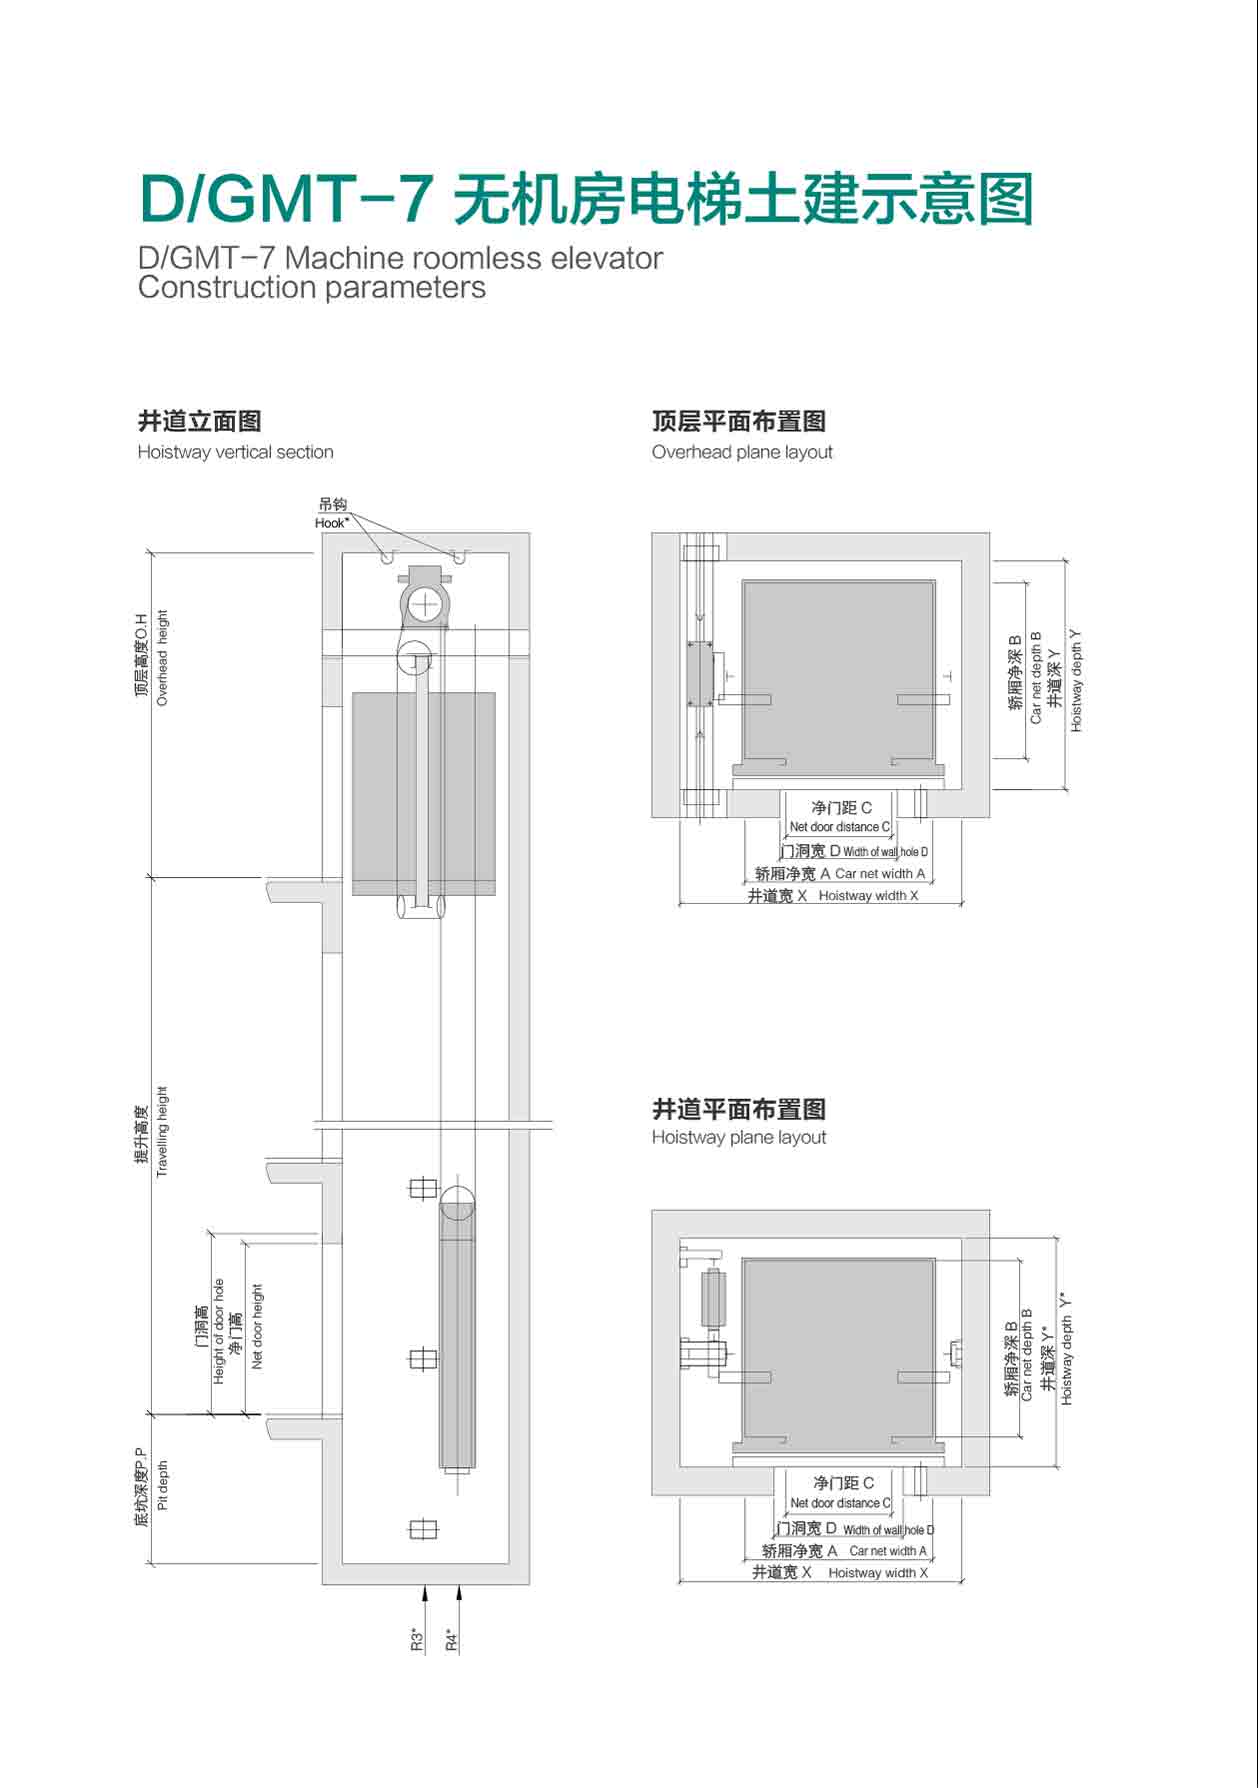 D/GMT-7 无机房电梯土建示意图
D/GMT-7 Machine roomless elevator
Construction parameters
井道立面图
Hoistway vertical section
吊钩
Hook*
顶层高度O.H
Overhead height
提升高度
Travelling height
门洞高
Height of door hole
净门高
Net door height
底坑深度P.P
Pit depth
R3*
R4*
顶层平面布置图
Overhead plane layout
轿厢净深 B
Car net depth B
井道深 Y
Hoistway depth Y
净门距 C
Net door distance C
门洞宽 D Width of wall hole D
轿厢净宽 A Car net width A
井道宽 X Hoistway width X
井道平面布置图
Hoistway plane layout
轿厢净深 B
Car net depth B
井道深 Y*
Hoistway depth Y*
净门距 C
Net door distance C
门洞宽 D Width of wall hole D
轿厢净宽 A Car net width A
井道宽 X Hoistway width X